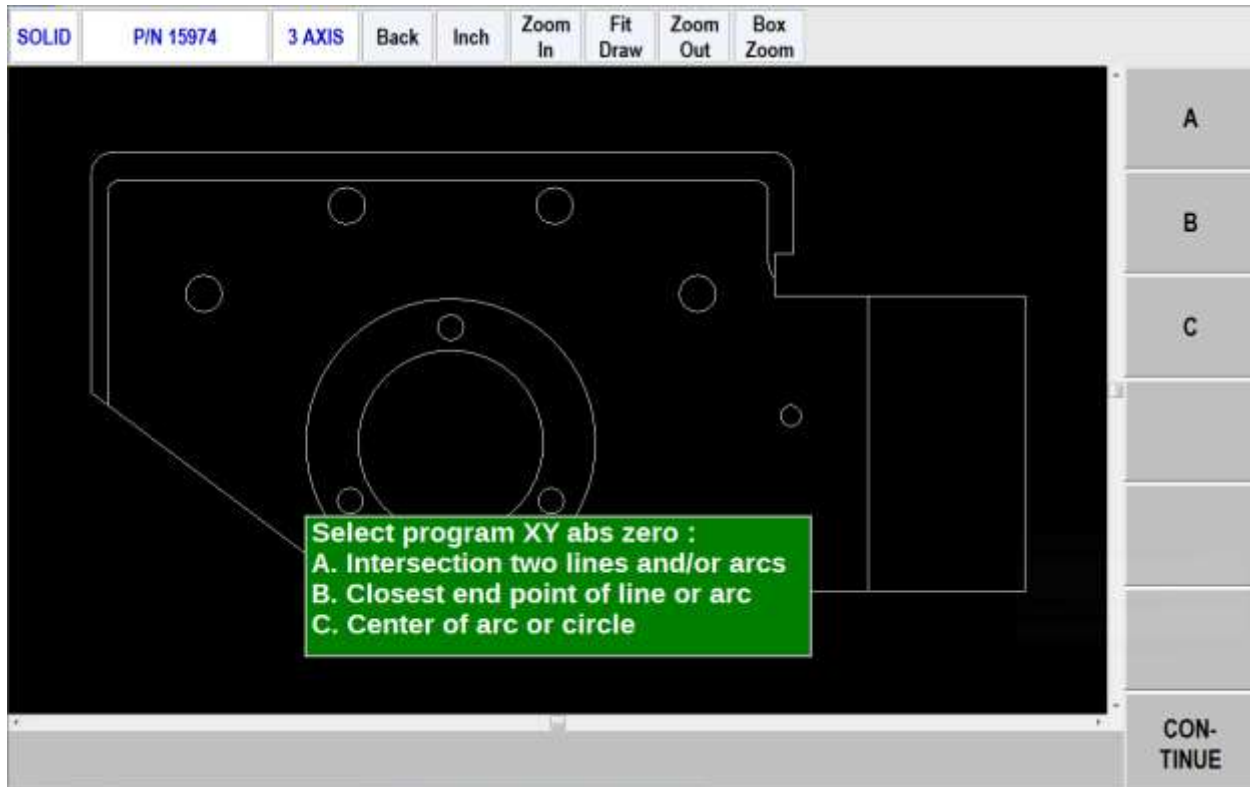 SOLID
P/N 15974
3 AXIS
Back
Inch
Zoom
In
Fit
Draw
Zoom
Out
Box
Zoom
A
B
C
Select program XY abs zero :
A. Intersection two lines and/or arcs
B. Closest end point of line or arc
C. Center of arc or circle
CON-
TINUE